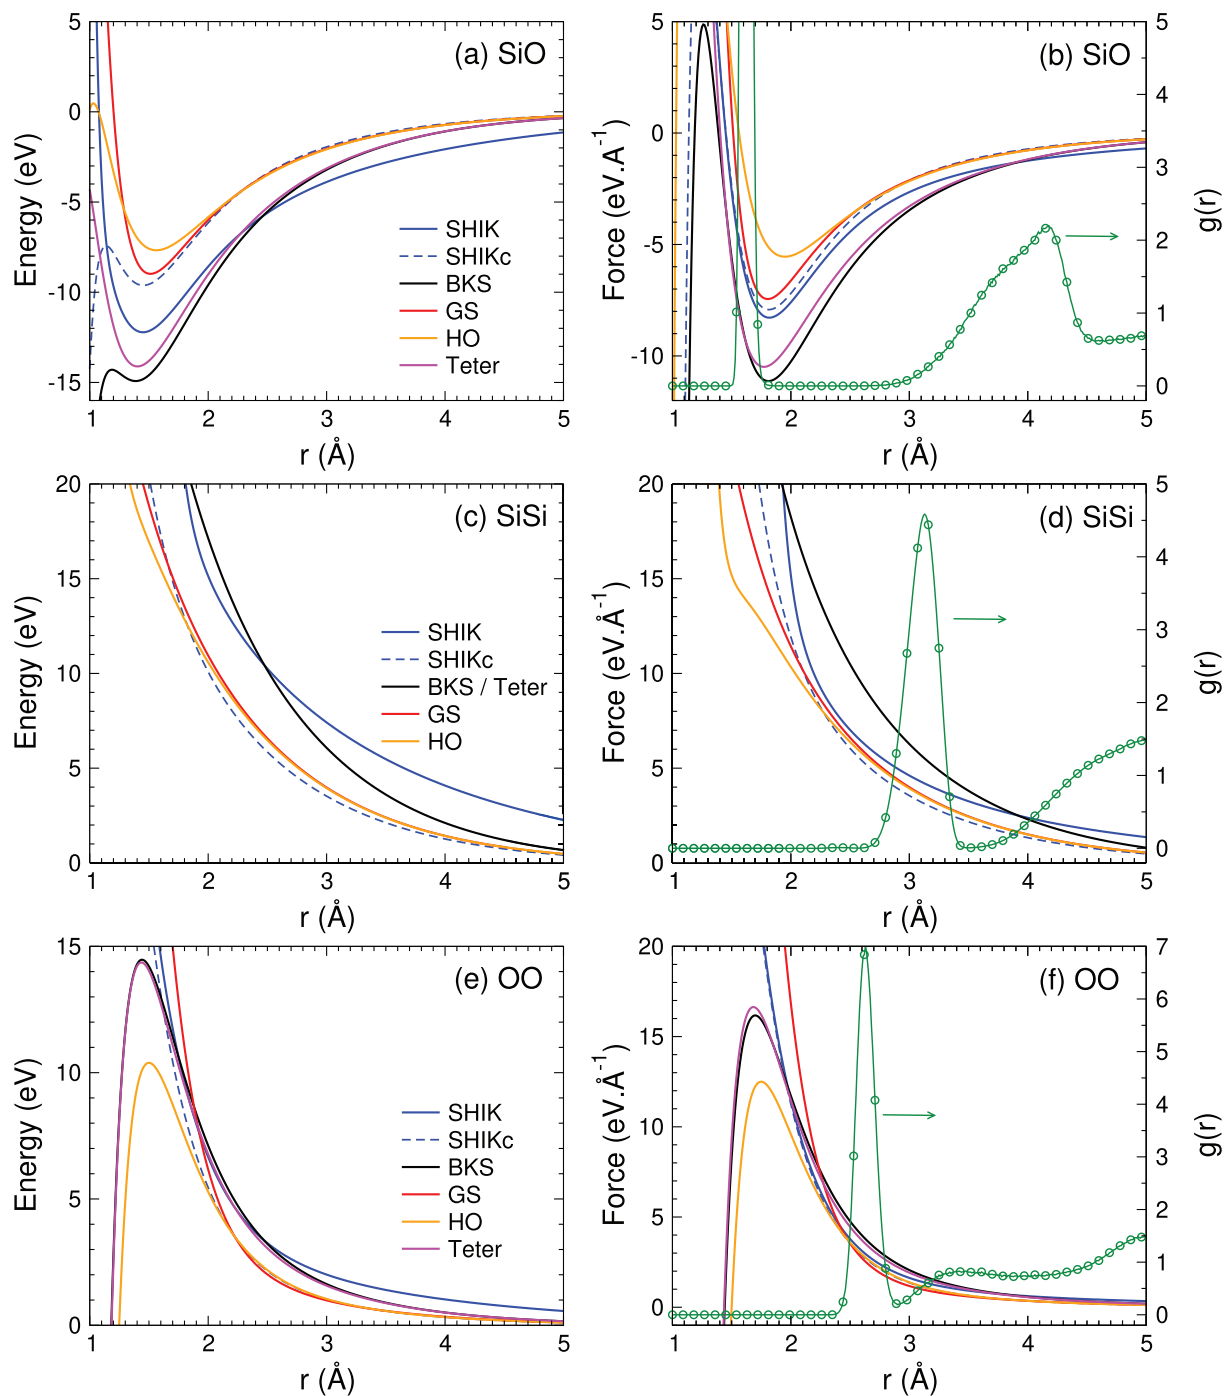 (a) SiO
Energy (eV)
5
0
-5
-10
-15
SHIK
SHIKc
BKS
GS
HO
Teter
1 2 3 4 5
r (Å)
(b) SiO
Force (eV.A⁻¹)
5
0
-5
-10
1 2 3 4 5
r (Å)
5
4
3
2
1
0
g(r)
(c) SiSi
Energy (eV)
20
15
10
5
0
SHIK
SHIKc
BKS / Teter
GS
HO
1 2 3 4 5
r (Å)
(d) SiSi
Force (eV.Å⁻¹)
20
15
10
5
0
1 2 3 4 5
r (Å)
5
4
3
2
1
0
g(r)
(e) OO
Energy (eV)
15
10
5
0
SHIK
SHIKc
BKS
GS
HO
Teter
1 2 3 4 5
r (Å)
(f) OO
Force (eV.Å⁻¹)
20
15
10
5
0
1 2 3 4 5
r (Å)
7
6
5
4
3
2
1
0
g(r)